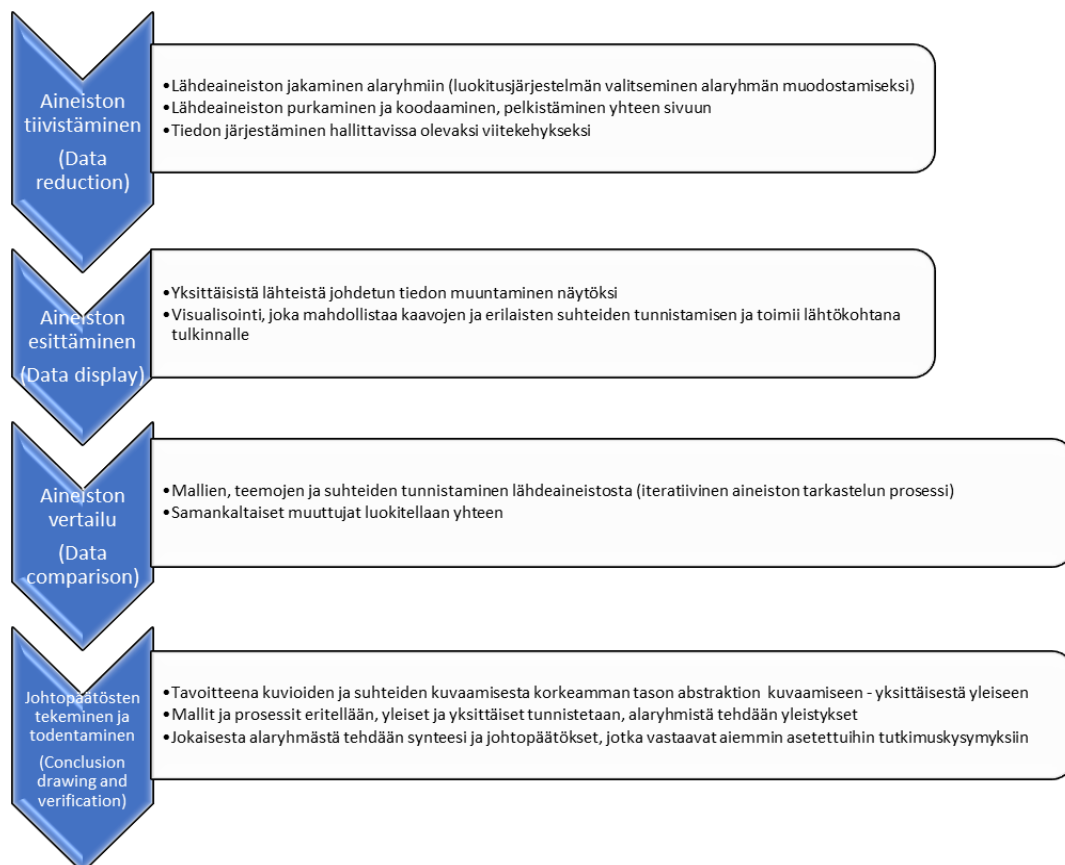 Aineiston
tiivistäminen
(Data
reduction)
•Lähdeaineiston jakaminen alaryhmiin (luokitusjärjestelmän valitseminen alaryhmän muodostamiseksi)
•Lähdeaineiston purkaminen ja koodaaminen, pelkistäminen yhteen sivuun
•Tiedon järjestäminen hallittavissa olevaksi viitekehykseksi
Aineiston
esittäminen
(Data display)
•Yksittäisistä lähteistä johdetun tiedon muuntaminen näytöksi
•Visualisointi, joka mahdollistaa kaavojen ja erilaisten suhteiden tunnistamisen ja toimii lähtökohtana
tulkinnalle
Aineiston
vertailu
(Data
comparison)
•Mallien, teemojen ja suhteiden tunnistaminen lähdeaineistosta (iteratiivinen aineiston tarkastelun prosessi)
•Samankaltaiset muuttujat luokitellaan yhteen
Johtopäätösten
tekeminen ja
todentaminen
(Conclusion
drawing and
verification)
•Tavoitteena kuvioiden ja suhteiden kuvaamisesta korkeamman tason abstraktion kuvaamiseen - yksittäisestä yleiseen
•Mallit ja prosessit eritellään, yleiset ja yksittäiset tunnistetaan, alaryhmistä tehdään yleistykset
•Jokaisesta alaryhmästä tehdään synteesi ja johtopäätökset, jotka vastaavat aiemmin asetettuihin tutkimuskysymyksiin